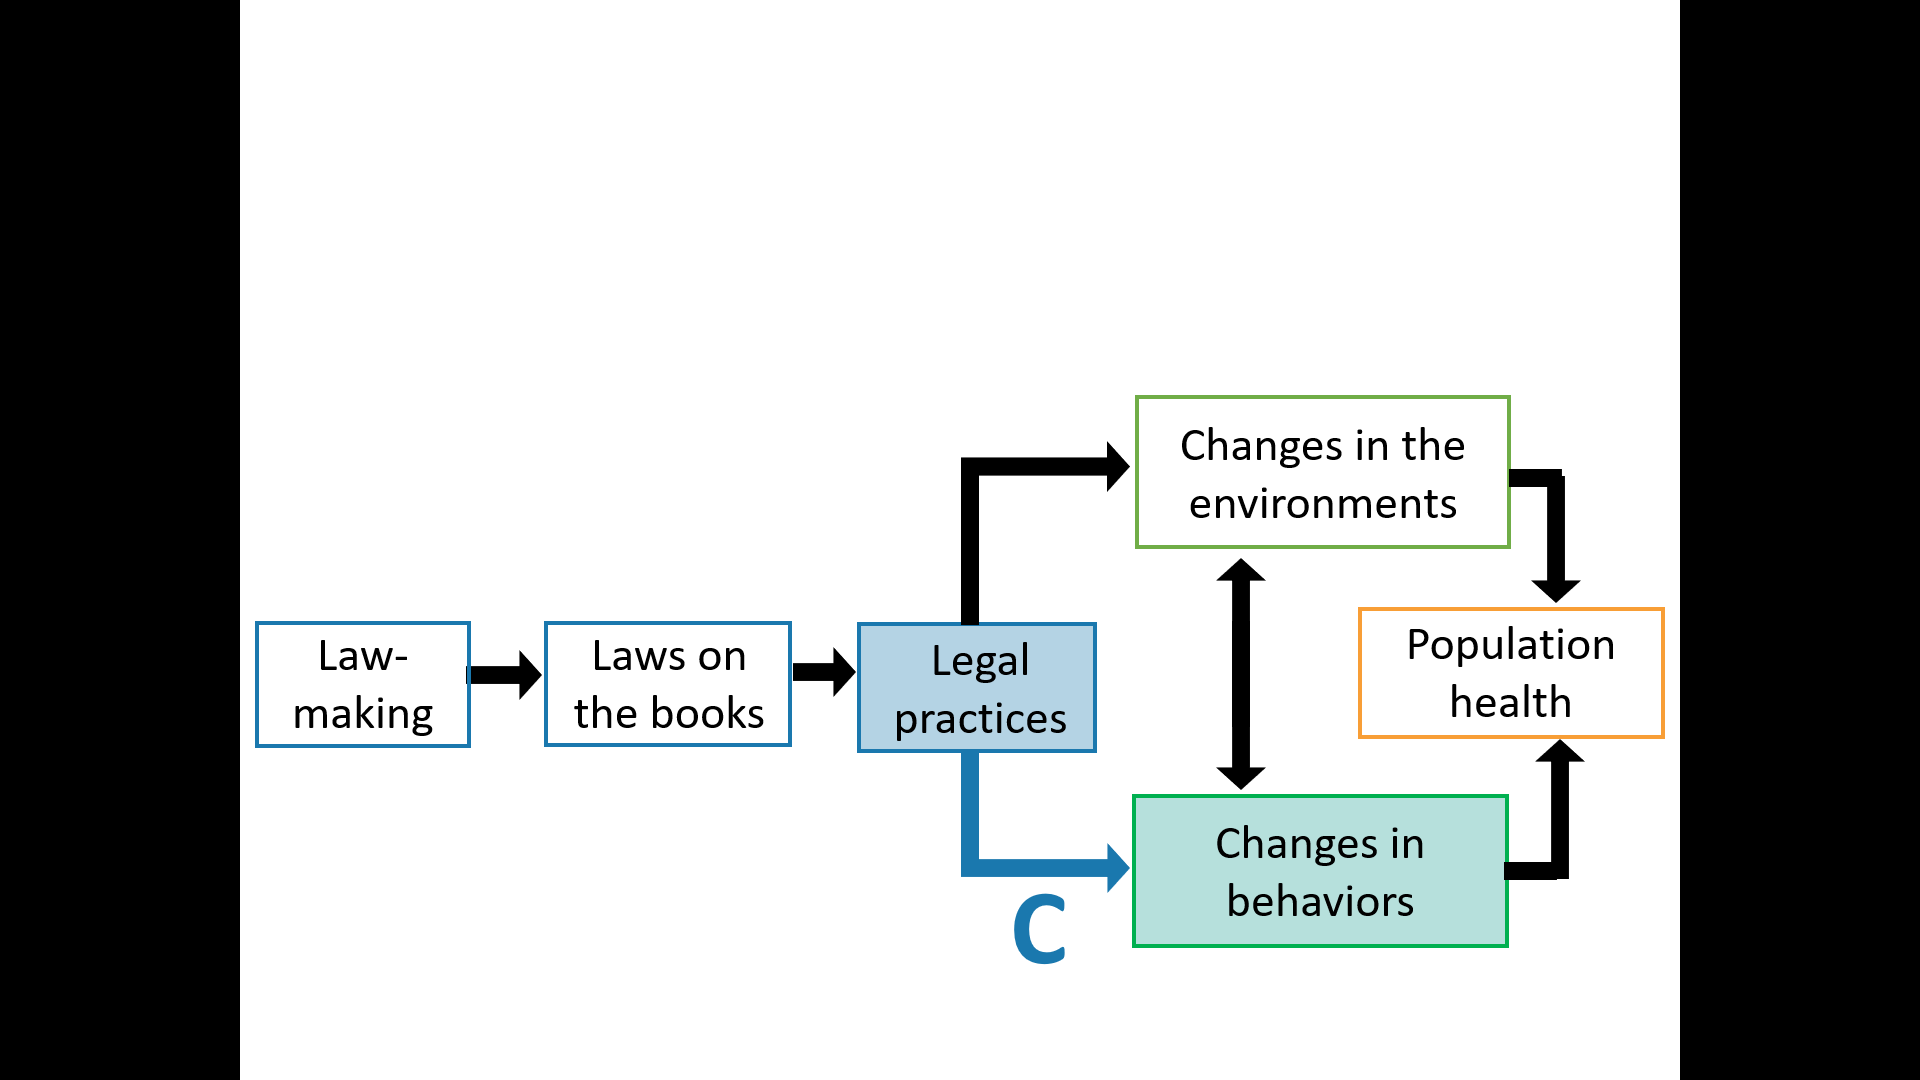 Changes in the
environments
Law-
making
Laws on
the books
Legal
practices
Population
health
Changes in
behaviors
C